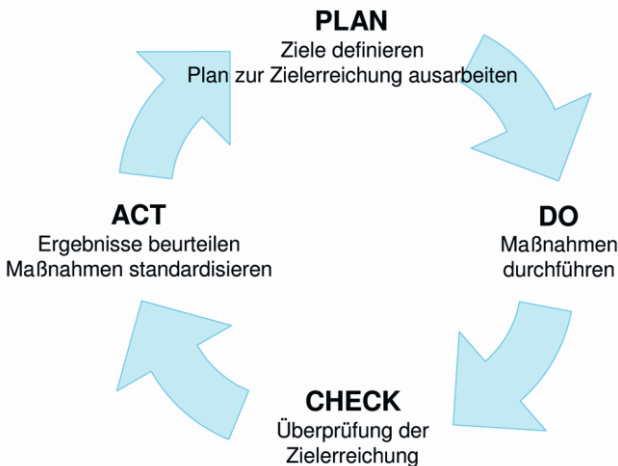 PLAN
Ziele definieren
Plan zur Zielerreichung ausarbeiten
DO
Maßnahmen
durchführen
CHECK
Überprüfung der
Zielerreichung
ACT
Ergebnisse beurteilen
Maßnahmen standardisieren